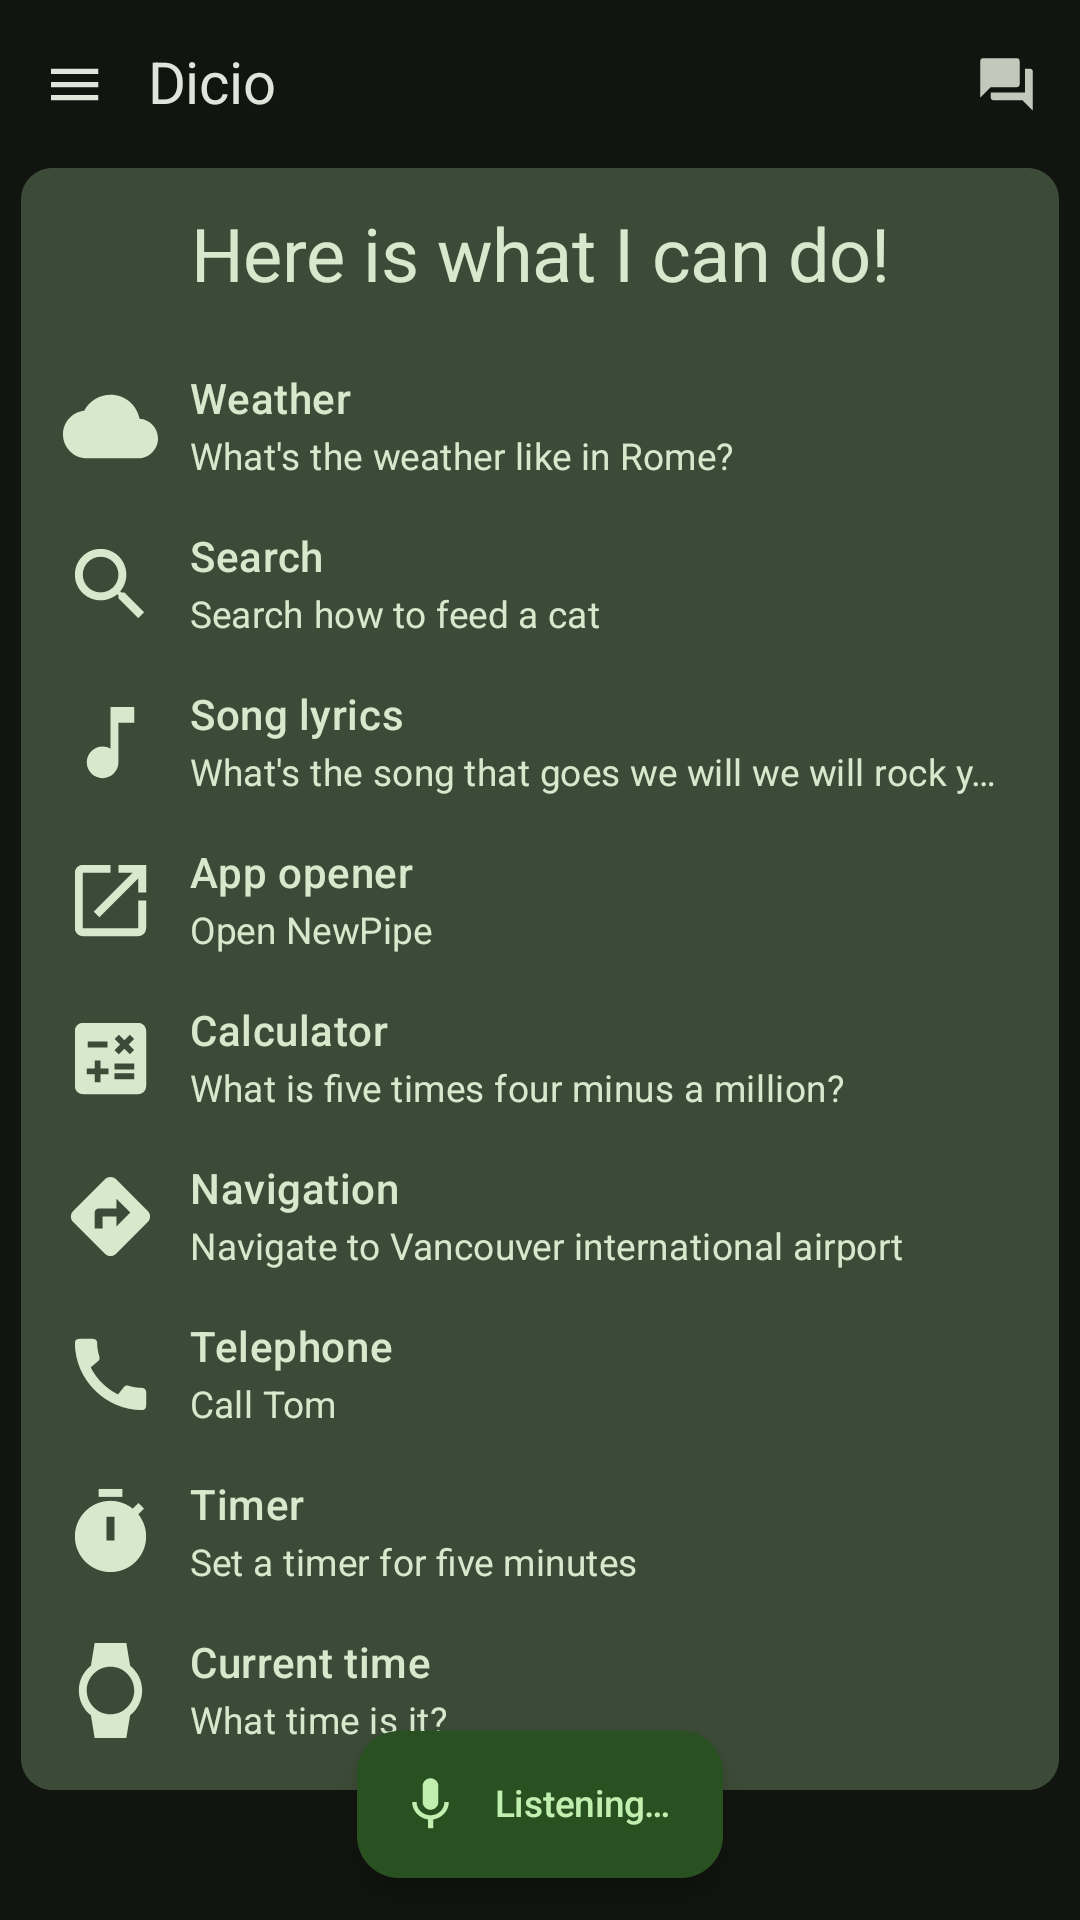 Dicio
Here is what I can do!
Weather
What's the weather like in Rome?
Search
Search how to feed a cat
Song lyrics
What's the song that goes we will we will rock y…
App opener
Open NewPipe
Calculator
What is five times four minus a million?
Navigation
Navigate to Vancouver international airport
Telephone
Call Tom
Timer
Set a timer for five minutes
Current time
What time is it?
Listening…